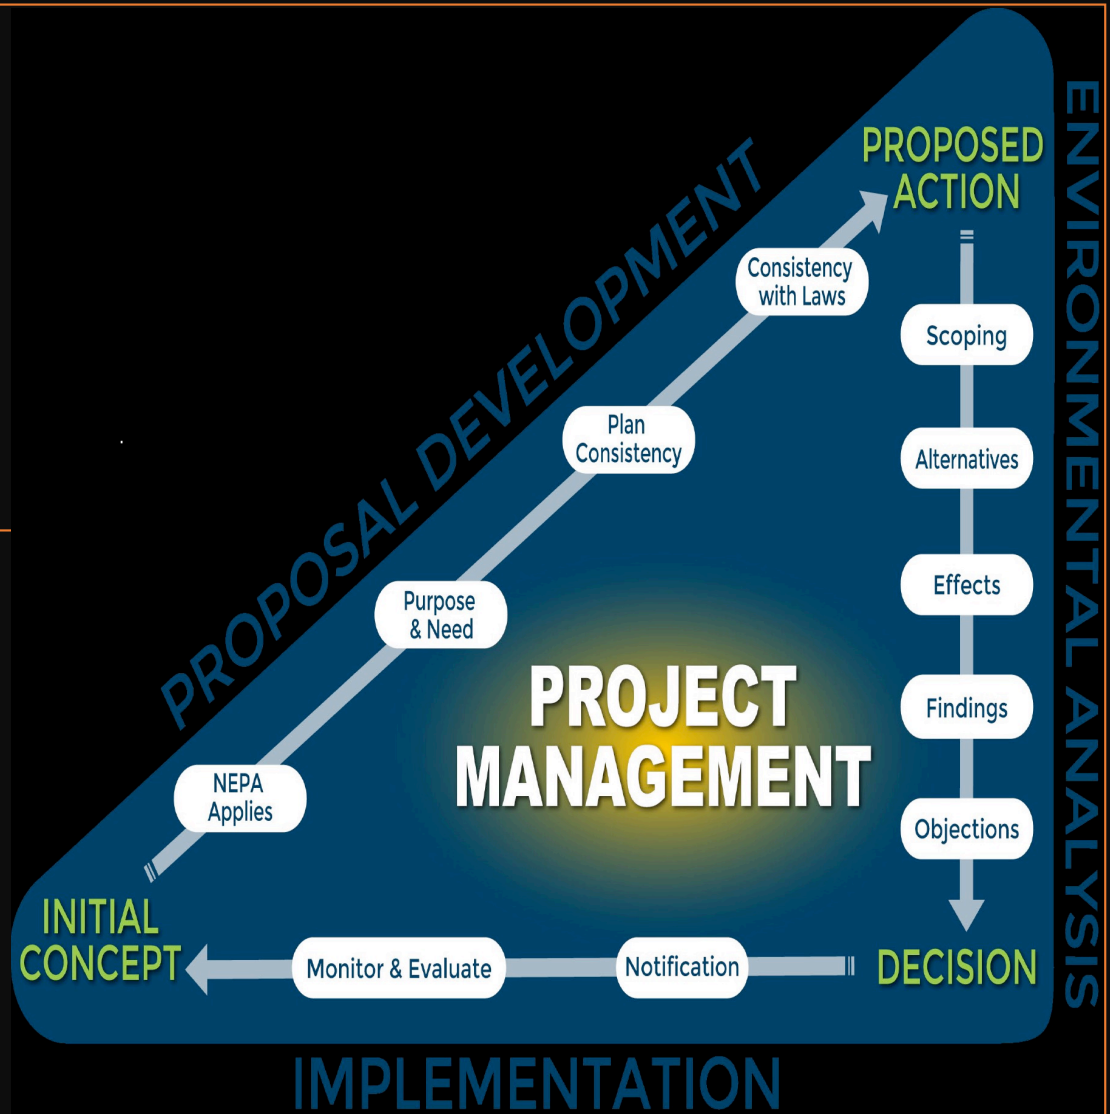 PROPOSED
ACTION
PROPOSAL DEVELOPMENT
ENVIRONMENTAL ANALYSIS
Consistency
with Laws
Scoping
Plan
Consistency
Alternatives
Effects
Purpose
& Need
PROJECT
MANAGEMENT
Findings
NEPA
Applies
Objections
INITIAL
CONCEPT
Monitor & Evaluate
Notification
DECISION
IMPLEMENTATION